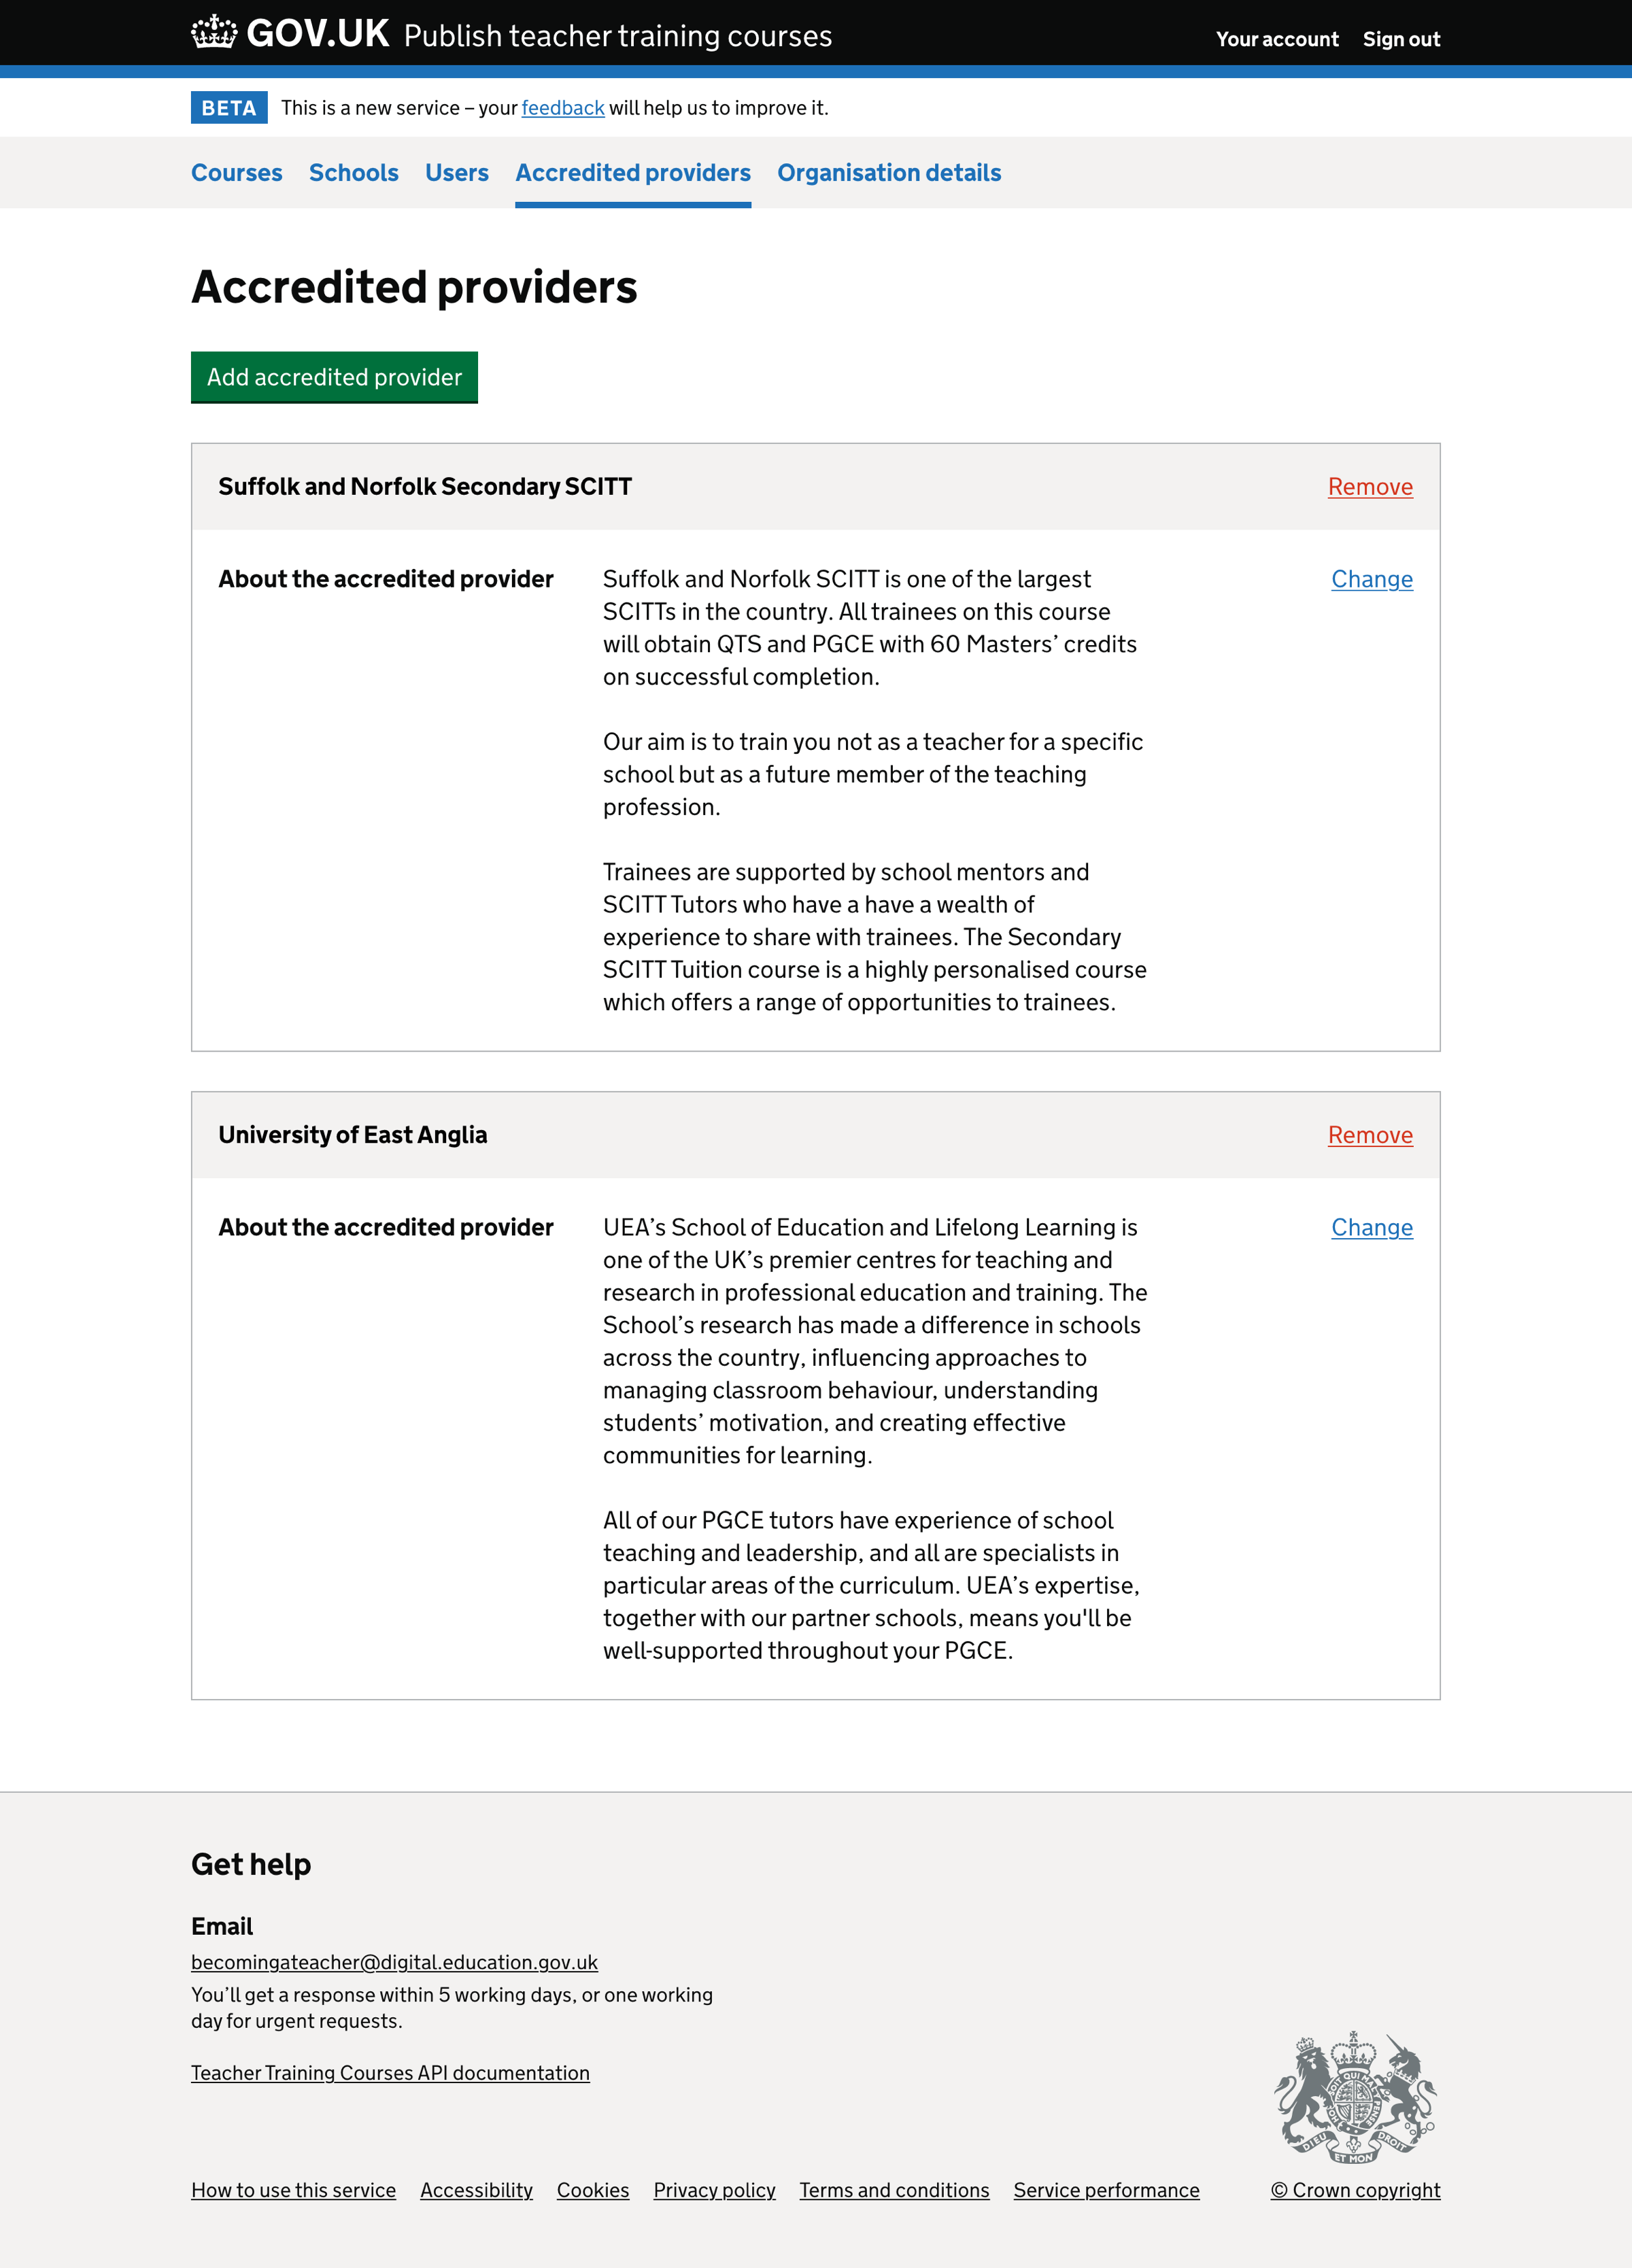 GOV.UK Publish teacher training courses Your account Sign out
BETA This is a new service – your feedback will help us to improve it.
Courses Schools Users Accredited providers Organisation details
Accredited providers
Add accredited provider
Suffolk and Norfolk Secondary SCITT Remove
About the accredited provider Suffolk and Norfolk SCITT is one of the largest Change
SCITTs in the country. All trainees on this course
will obtain QTS and PGCE with 60 Masters’ credits
on successful completion.
Our aim is to train you not as a teacher for a specific
school but as a future member of the teaching
profession.
Trainees are supported by school mentors and
SCITT Tutors who have a have a wealth of
experience to share with trainees. The Secondary
SCITT Tuition course is a highly personalised course
which offers a range of opportunities to trainees.
University of East Anglia Remove
About the accredited provider UEA’s School of Education and Lifelong Learning is Change
one of the UK’s premier centres for teaching and
research in professional education and training. The
School’s research has made a difference in schools
across the country, influencing approaches to
managing classroom behaviour, understanding
students’ motivation, and creating effective
communities for learning.
All of our PGCE tutors have experience of school
teaching and leadership, and all are specialists in
particular areas of the curriculum. UEA’s expertise,
together with our partner schools, means you'll be
well-supported throughout your PGCE.
Get help
Email
becomingateacher@digital.education.gov.uk
You’ll get a response within 5 working days, or one working
day for urgent requests.
Teacher Training Courses API documentation
DIEU ET MON DROIT
How to use this service Accessibility Cookies Privacy policy Terms and conditions Service performance © Crown copyright